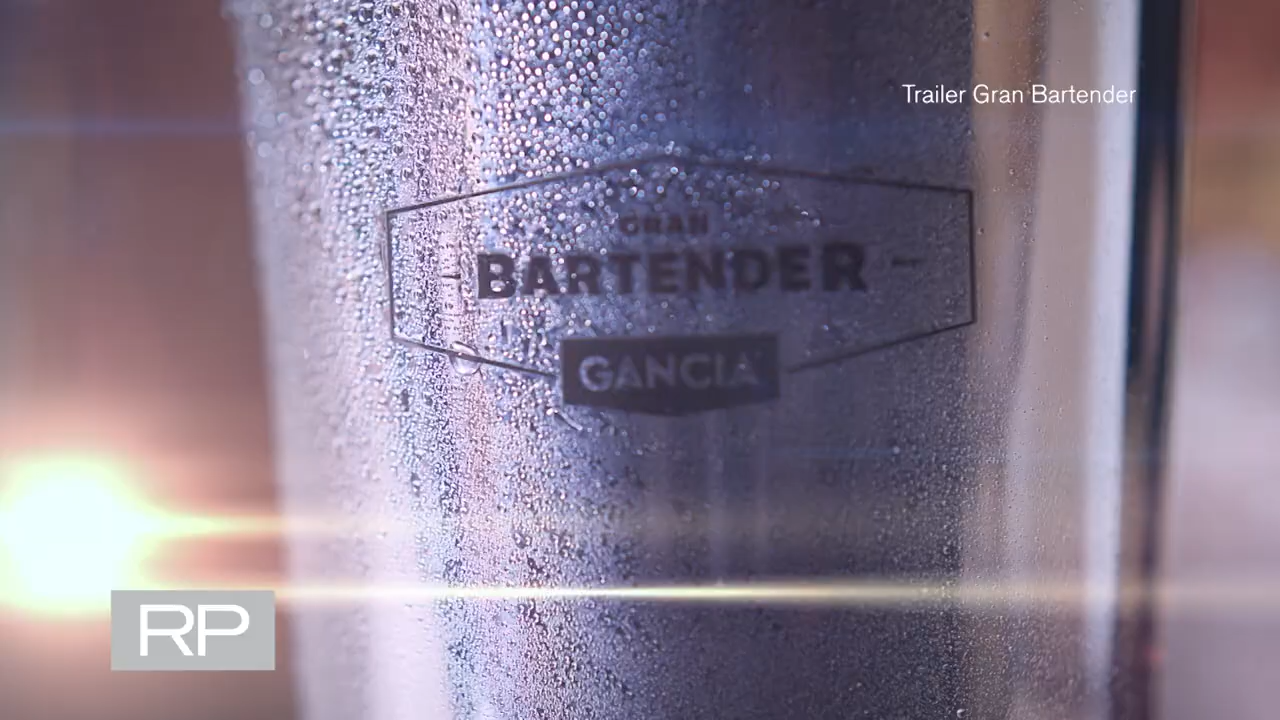 Trailer Gran Bartender
GRAN
- BARTENDER -
GANCIA
RP